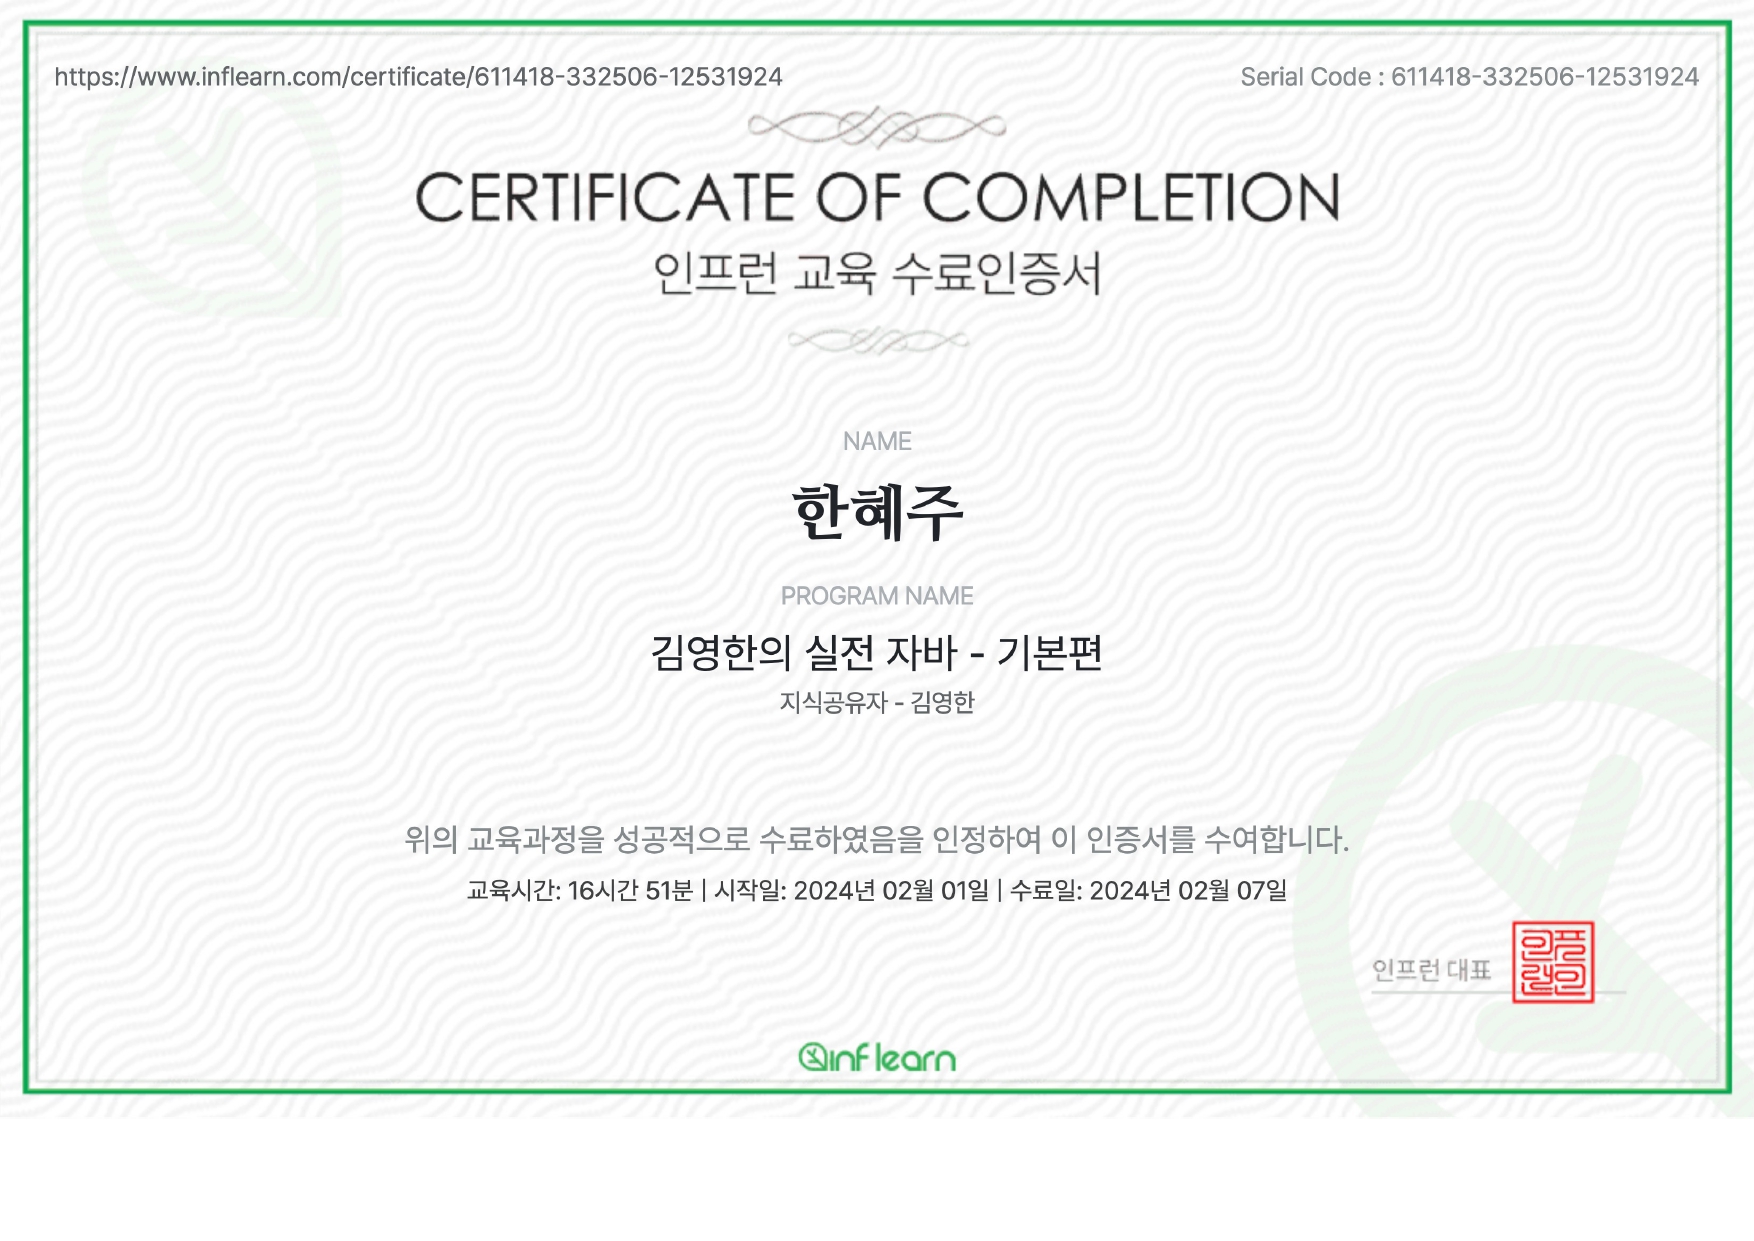 https://www.inflearn.com/certificate/611418-332506-12531924
Serial Code : 611418-332506-12531924
CERTIFICATE OF COMPLETION
인프런 교육 수료인증서
NAME
한혜주
PROGRAM NAME
김영한의 실전 자바 - 기본편
지식공유자 - 김영한
위의 교육과정을 성공적으로 수료하였음을 인정하여 이 인증서를 수여합니다.
교육시간: 16시간 51분 | 시작일: 2024년 02월 01일 | 수료일: 2024년 02월 07일
인프런 대표
inflearn